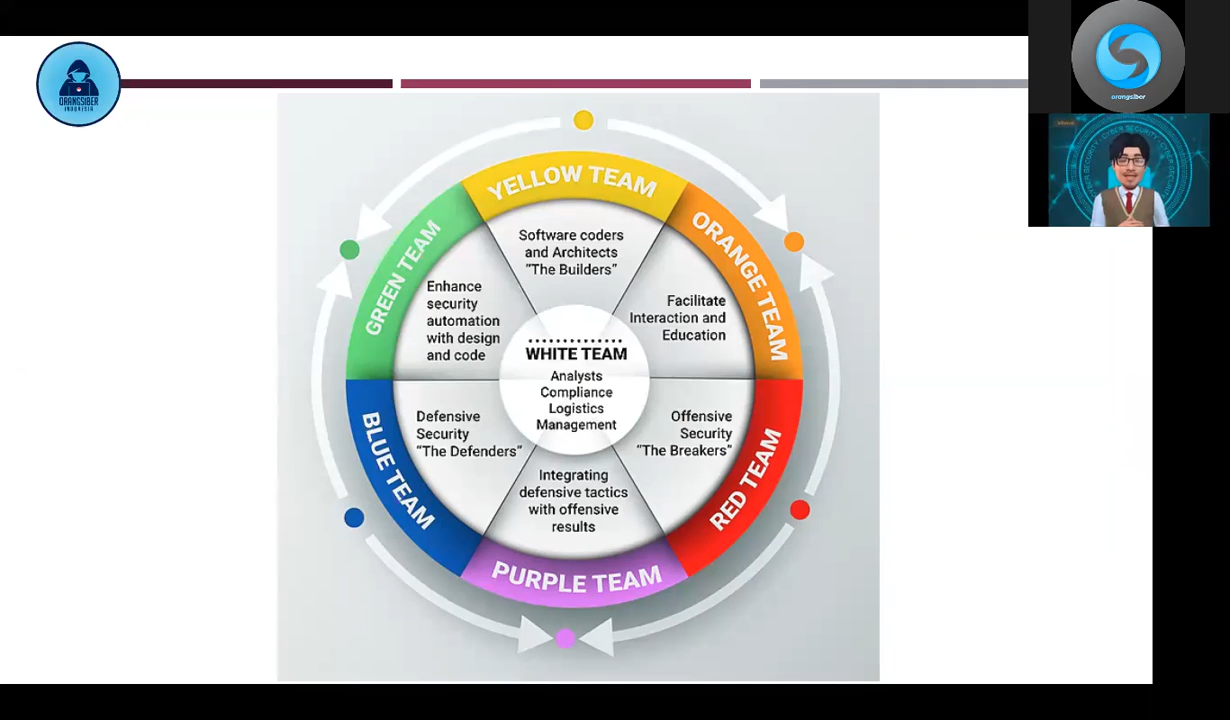 ORANGSIBER
INDONESIA
orangsiber
YELLOW TEAM
Software coders
and Architects
“The Builders”
ORANGE TEAM
Facilitate
Interaction and
Education
RED TEAM
Offensive
Security
“The Breakers”
PURPLE TEAM
Integrating
defensive tactics
with offensive
results
BLUE TEAM
Defensive
Security
“The Defenders”
GREEN TEAM
Enhance
security
automation
with design
and code
WHITE TEAM
Analysts
Compliance
Logistics
Management
CYBER SECURITY